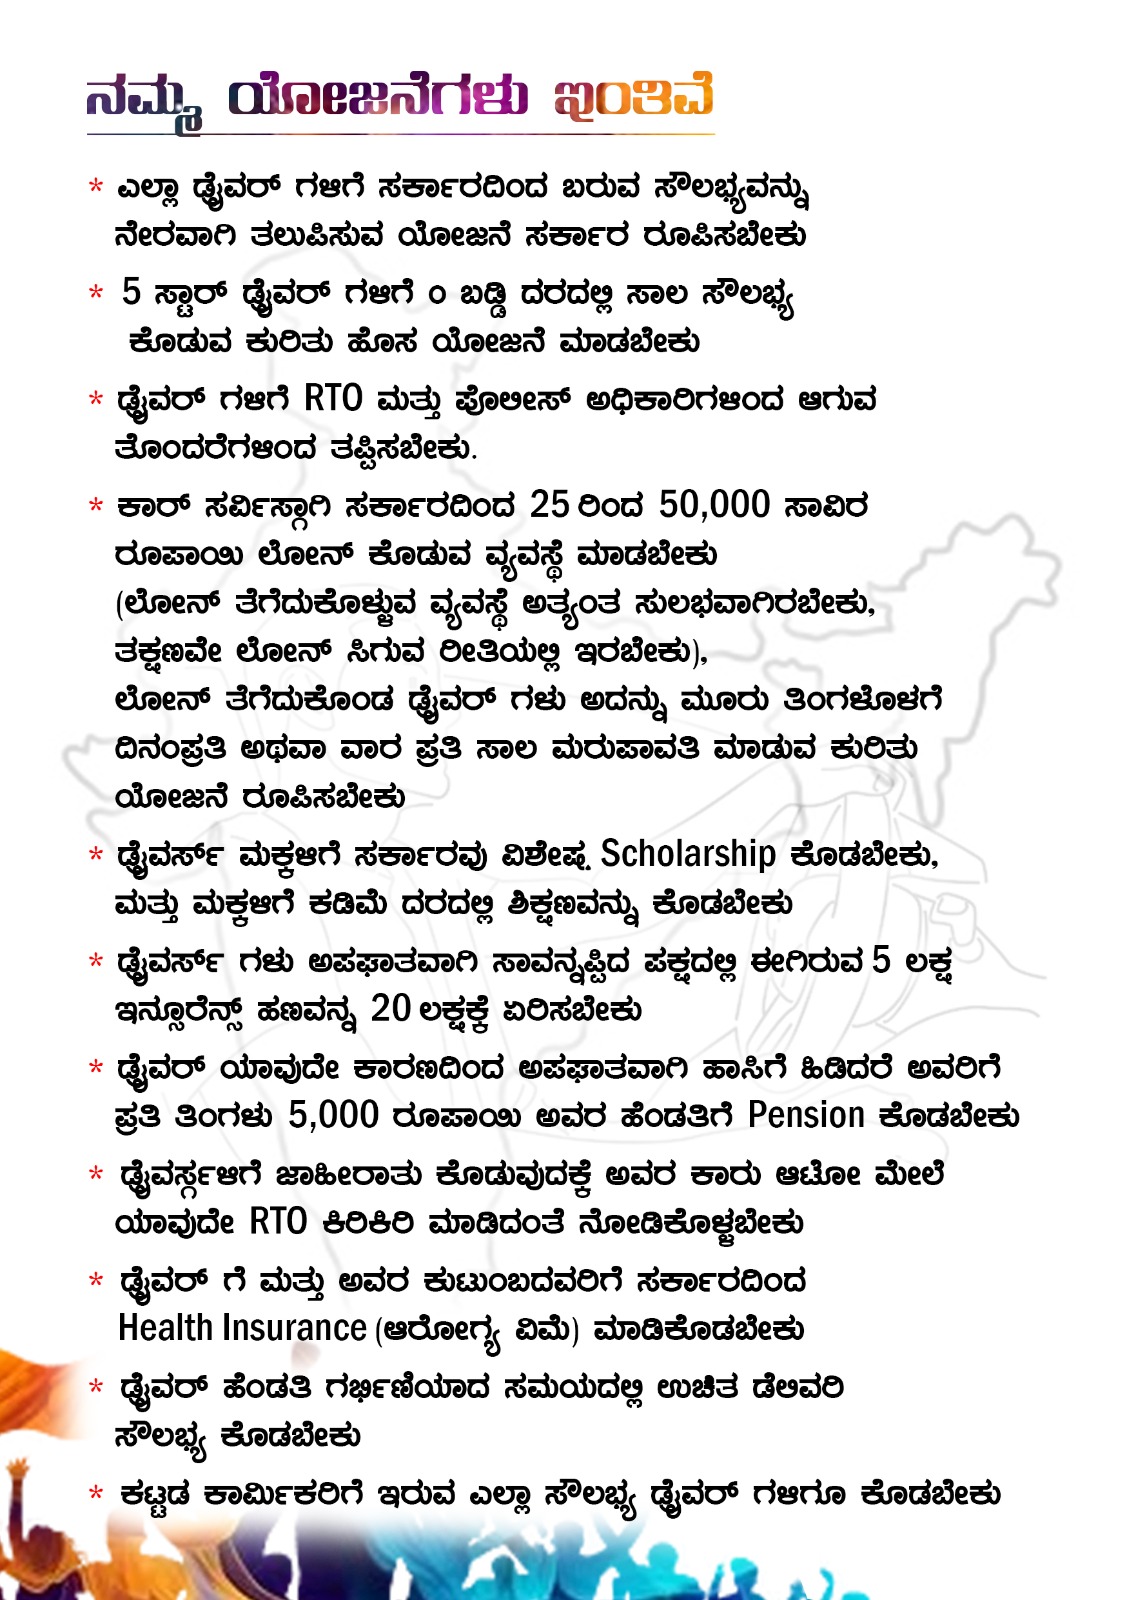 ನಮ್ಮ ಯೋಜನೆಗಳು ಇಂತಿವೆ
* ಎಲ್ಲಾ ಡ್ರೈವರ್ ಗಳಿಗೆ ಸರ್ಕಾರದಿಂದ ಬರುವ ಸೌಲಭ್ಯವನ್ನು
ನೇರವಾಗಿ ತಲುಪಿಸುವ ಯೋಜನೆ ಸರ್ಕಾರ ರೂಪಿಸಬೇಕು
* 5 ಸ್ಟಾರ್ ಡ್ರೈವರ್ ಗಳಿಗೆ ೦ ಬಡ್ಡಿ ದರದಲ್ಲಿ ಸಾಲ ಸೌಲಭ್ಯ
ಕೊಡುವ ಕುರಿತು ಹೊಸ ಯೋಜನೆ ಮಾಡಬೇಕು
* ಡ್ರೈವರ್ ಗಳಿಗೆ RTO ಮತ್ತು ಪೊಲೀಸ್ ಅಧಿಕಾರಿಗಳಿಂದ ಆಗುವ
ತೊಂದರೆಗಳಿಂದ ತಪ್ಪಿಸಬೇಕು.
* ಕಾರ್ ಸರ್ವಿಸ್ಗಾಗಿ ಸರ್ಕಾರದಿಂದ 25 ರಿಂದ 50,000 ಸಾವಿರ
ರೂಪಾಯಿ ಲೋನ್ ಕೊಡುವ ವ್ಯವಸ್ಥೆ ಮಾಡಬೇಕು
(ಲೋನ್ ತೆಗೆದುಕೊಳ್ಳುವ ವ್ಯವಸ್ಥೆ ಅತ್ಯಂತ ಸುಲಭವಾಗಿರಬೇಕು,
ತಕ್ಷಣವೇ ಲೋನ್ ಸಿಗುವ ರೀತಿಯಲ್ಲಿ ಇರಬೇಕು),
ಲೋನ್ ತೆಗೆದುಕೊಂಡ ಡ್ರೈವರ್ ಗಳು ಅದನ್ನು ಮೂರು ತಿಂಗಳೊಳಗೆ
ದಿನಂಪ್ರತಿ ಅಥವಾ ವಾರ ಪ್ರತಿ ಸಾಲ ಮರುಪಾವತಿ ಮಾಡುವ ಕುರಿತು
ಯೋಜನೆ ರೂಪಿಸಬೇಕು
* ಡ್ರೈವರ್ಸ್ ಮಕ್ಕಳಿಗೆ ಸರ್ಕಾರವು ವಿಶೇಷ Scholarship ಕೊಡಬೇಕು,
ಮತ್ತು ಮಕ್ಕಳಿಗೆ ಕಡಿಮೆ ದರದಲ್ಲಿ ಶಿಕ್ಷಣವನ್ನು ಕೊಡಬೇಕು
* ಡ್ರೈವರ್ಸ್ ಗಳು ಅಪಘಾತವಾಗಿ ಸಾವನ್ನಪ್ಪಿದ ಪಕ್ಷದಲ್ಲಿ ಈಗಿರುವ 5 ಲಕ್ಷ
ಇನ್ಸೂರೆನ್ಸ್ ಹಣವನ್ನ 20 ಲಕ್ಷಕ್ಕೆ ಏರಿಸಬೇಕು
* ಡ್ರೈವರ್ ಯಾವುದೇ ಕಾರಣದಿಂದ ಅಪಘಾತವಾಗಿ ಹಾಸಿಗೆ ಹಿಡಿದರೆ ಅವರಿಗೆ
ಪ್ರತಿ ತಿಂಗಳು 5,000 ರೂಪಾಯಿ ಅವರ ಹೆಂಡತಿಗೆ Pension ಕೊಡಬೇಕು
* ಡ್ರೈವರ್ಸ್ಗಳಿಗೆ ಜಾಹೀರಾತು ಕೊಡುವುದಕ್ಕೆ ಅವರ ಕಾರು ಆಟೋ ಮೇಲೆ
ಯಾವುದೇ RTO ಕಿರಿಕಿರಿ ಮಾಡಿದಂತೆ ನೋಡಿಕೊಳ್ಳಬೇಕು
* ಡ್ರೈವರ್ ಗೆ ಮತ್ತು ಅವರ ಕುಟುಂಬದವರಿಗೆ ಸರ್ಕಾರದಿಂದ
Health Insurance (ಆರೋಗ್ಯ ವಿಮೆ) ಮಾಡಿಕೊಡಬೇಕು
* ಡ್ರೈವರ್ ಹೆಂಡತಿ ಗರ್ಭಿಣಿಯಾದ ಸಮಯದಲ್ಲಿ ಉಚಿತ ಡೆಲಿವರಿ
ಸೌಲಭ್ಯ ಕೊಡಬೇಕು
* ಕಟ್ಟಡ ಕಾರ್ಮಿಕರಿಗೆ ಇರುವ ಎಲ್ಲಾ ಸೌಲಭ್ಯ ಡ್ರೈವರ್ ಗಳಿಗೂ ಕೊಡಬೇಕು